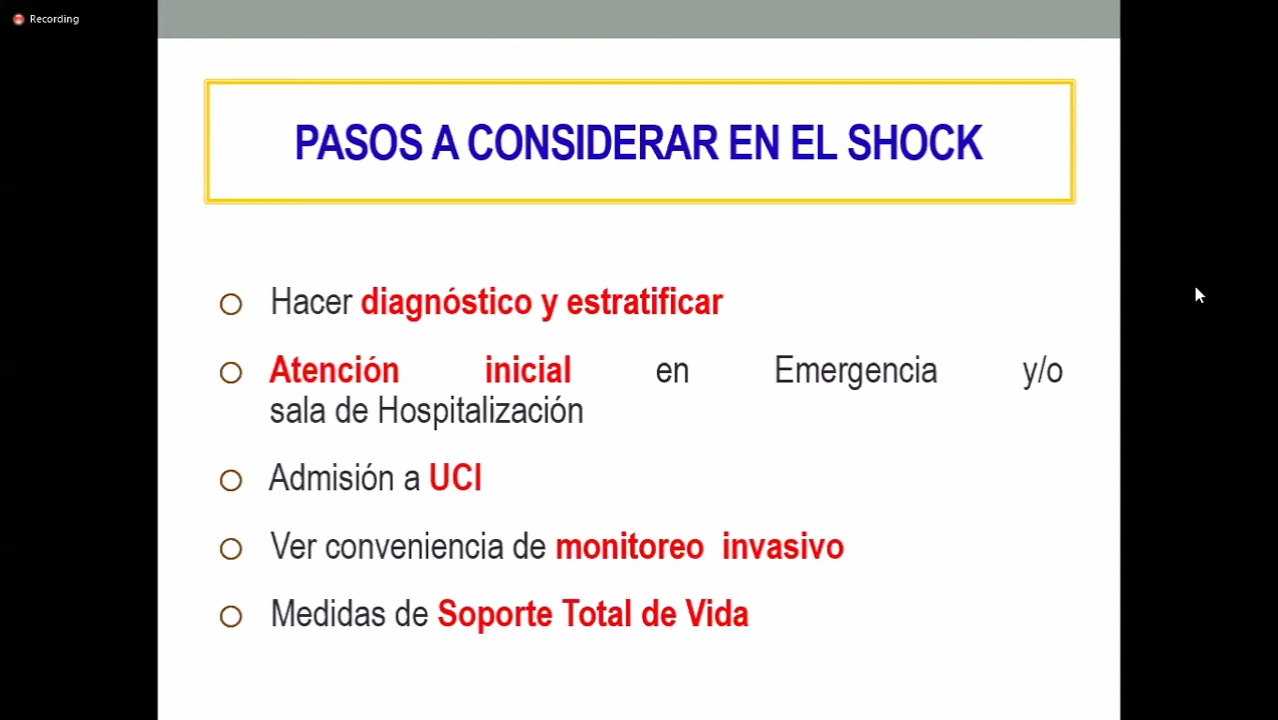 Recording
PASOS A CONSIDERAR EN EL SHOCK
Hacer diagnóstico y estratificar
Atención inicial en Emergencia y/o
sala de Hospitalización
Admisión a UCI
Ver conveniencia de monitoreo invasivo
Medidas de Soporte Total de Vida